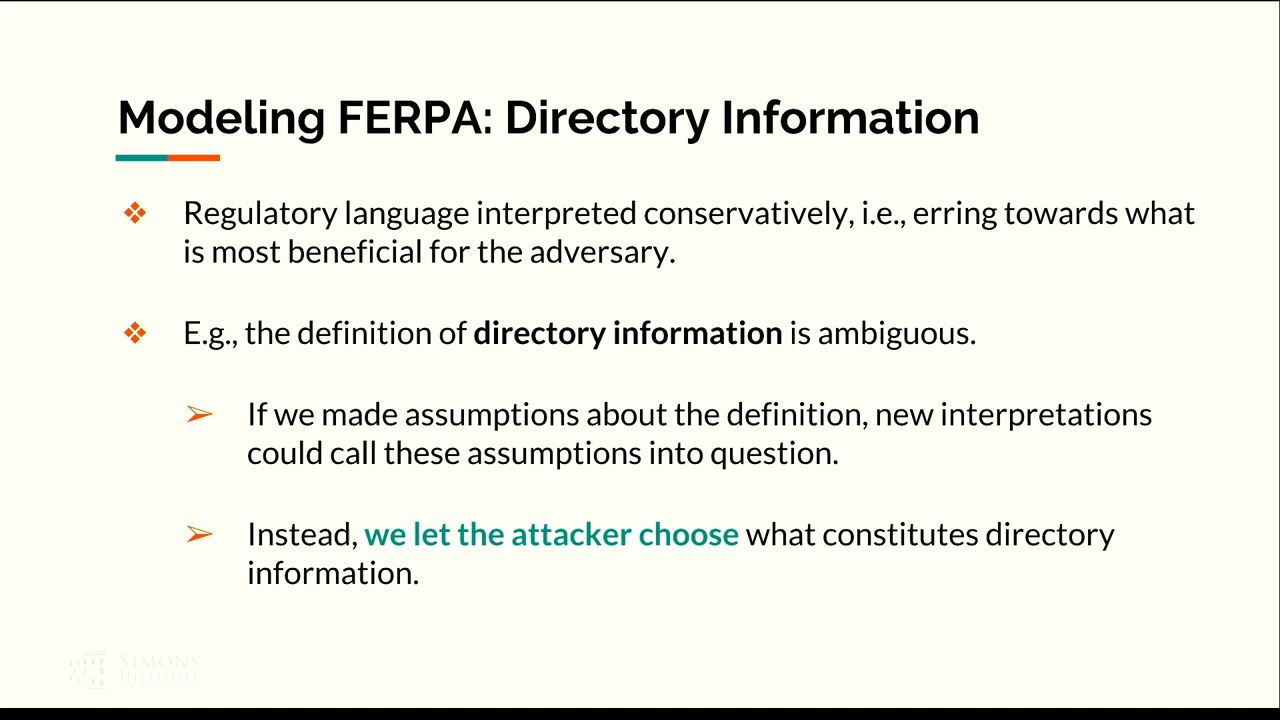 Modeling FERPA: Directory Information
Regulatory language interpreted conservatively, i.e., erring towards what
is most beneficial for the adversary.
E.g., the definition of directory information is ambiguous.
If we made assumptions about the definition, new interpretations
could call these assumptions into question.
Instead, we let the attacker choose what constitutes directory
information.
SIMONS
INSTITUTE